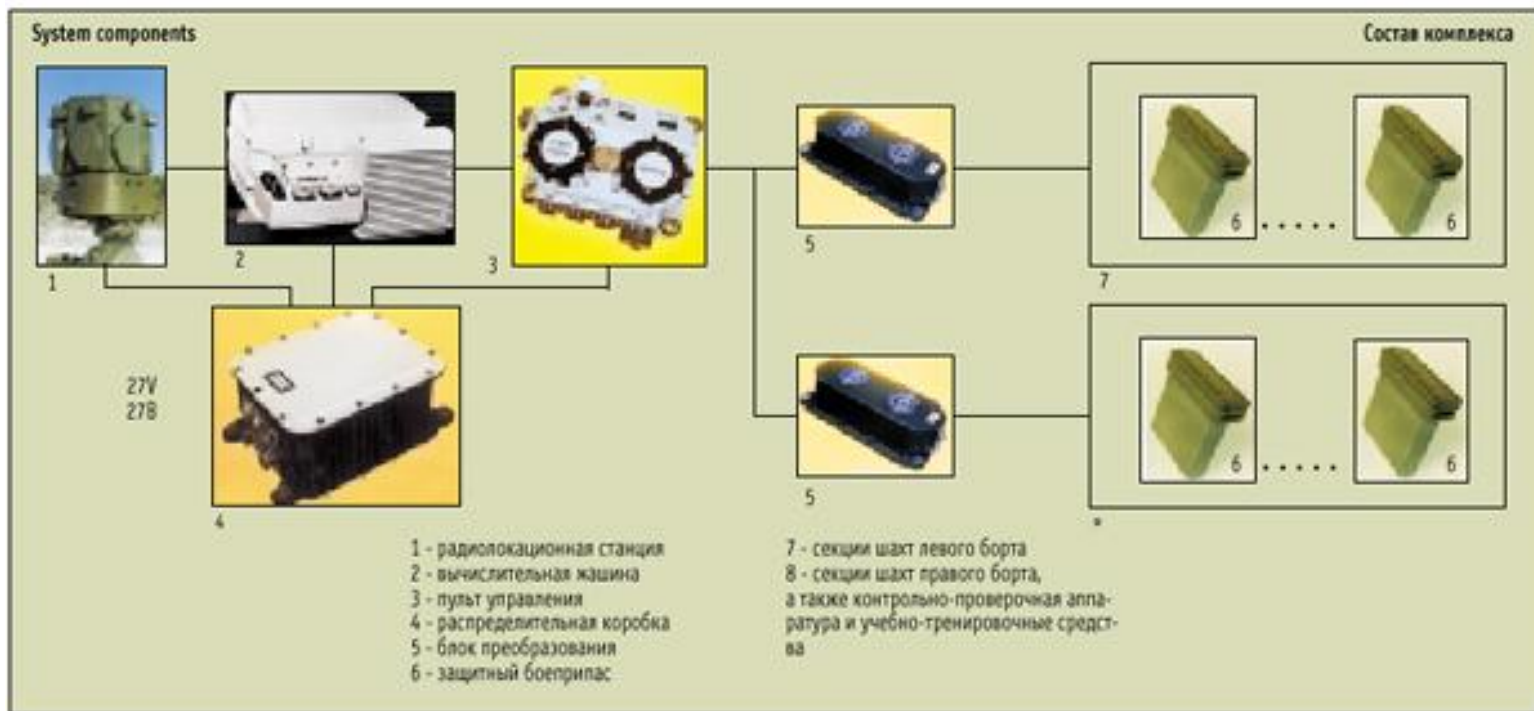 System components
Состав комплекса
1
2
3
5
6 . . . . . 6
7
27V
27В
4
5
6 . . . . . 6
1 - радиолокационная станция
2 - вычислительная жашина
3 - пульт управления
4 - распределительная коробка
5 - блок преобразования
6 - защитный боеприпас
7 - секции шахт левого борта
8 - секции шахт правого борта,
а также контрольно-проверочная аппа-
ратура и учебно-тренировочные средст-
ва